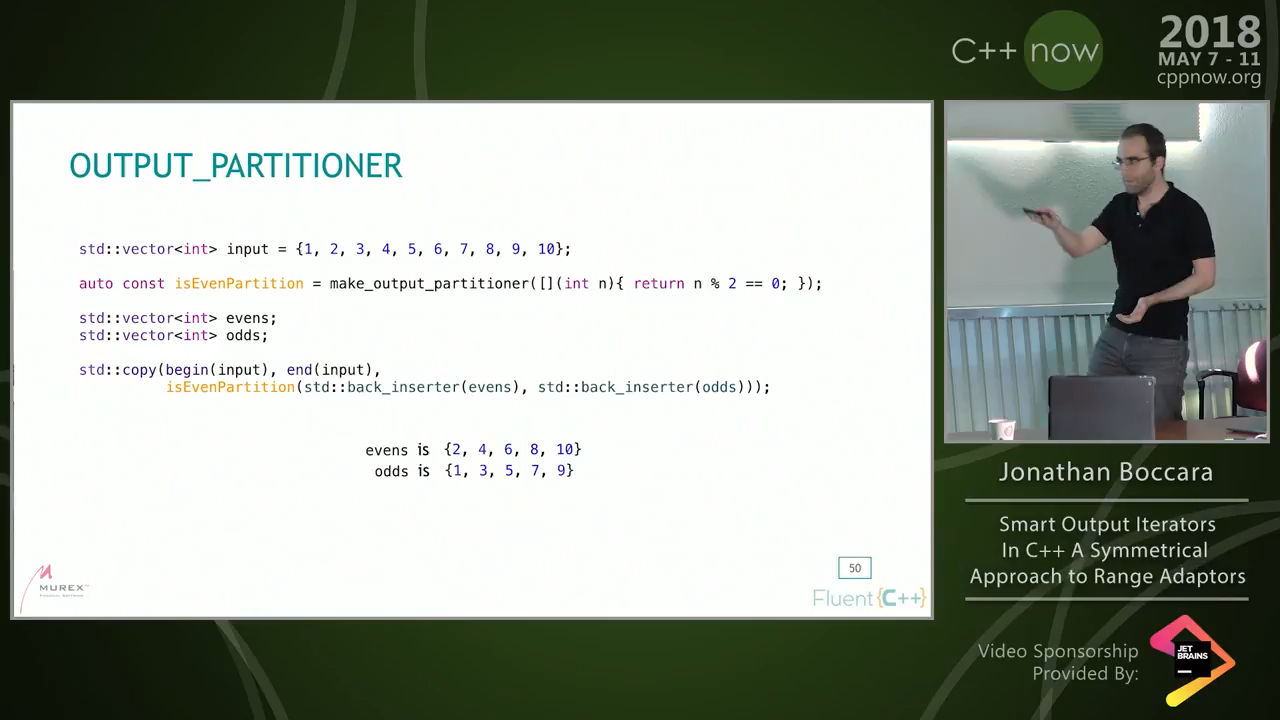 C++ now
2018
MAY 7 - 11
cppnow.org
OUTPUT_PARTITIONER
std::vector<int> input = {1, 2, 3, 4, 5, 6, 7, 8, 9, 10};
auto const isEvenPartition = make_output_partitioner([](int n){ return n % 2 == 0; });
std::vector<int> evens;
std::vector<int> odds;
std::copy(begin(input), end(input),
isEvenPartition(std::back_inserter(evens), std::back_inserter(odds)));
evens is {2, 4, 6, 8, 10}
odds is {1, 3, 5, 7, 9}
MUREX
50
Fluent {C++}
Jonathan Boccara
Smart Output Iterators
In C++ A Symmetrical
Approach to Range Adaptors
Video Sponsorship
Provided By:
JET
BRAINS